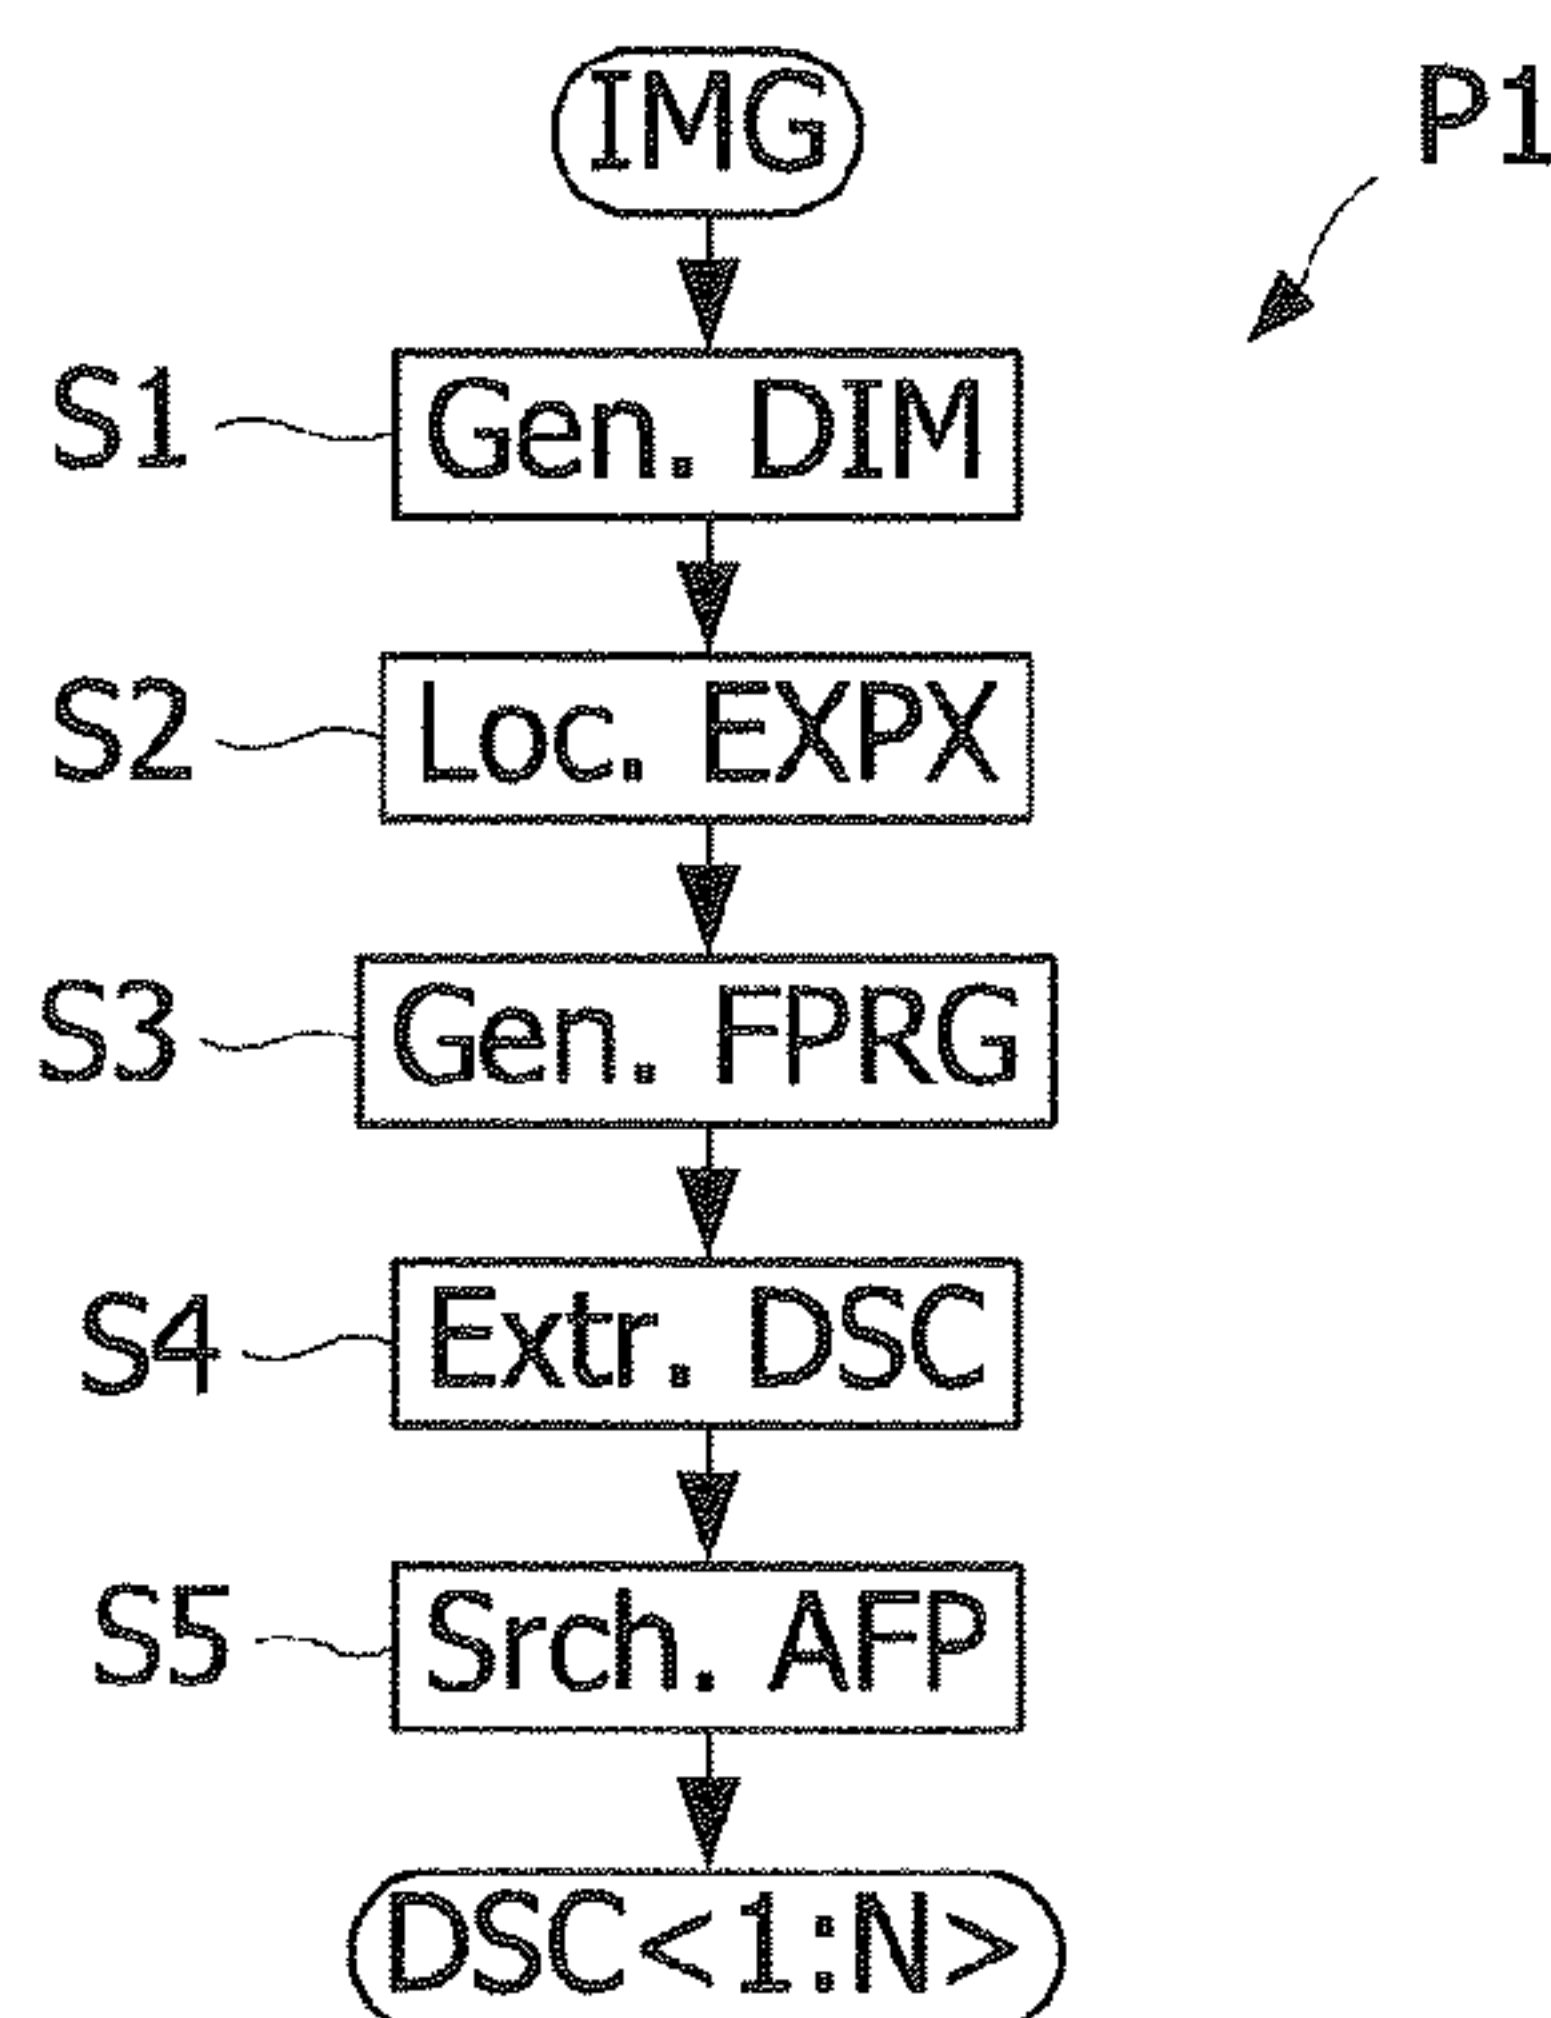 IMG
P1
S1 Gen. DIM
S2 Loc. EXPX
S3 Gen. FPRG
S4 Extr. DSC
S5 Srch. AFP
DSC<1:N>